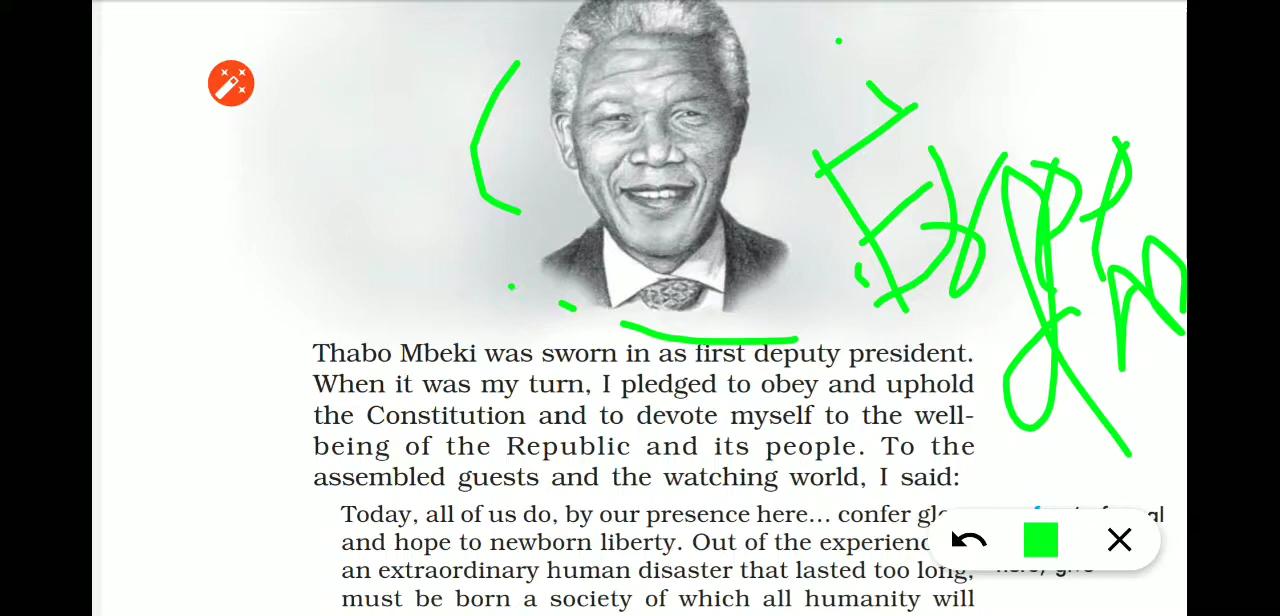 Thabo Mbeki was sworn in as first deputy president.
When it was my turn, I pledged to obey and uphold
the Constitution and to devote myself to the well-
being of the Republic and its people. To the
assembled guests and the watching world, I said:
Today, all of us do, by our presence here... confer
and hope to newborn liberty. Out of the
an extraordinary human disaster that lasted too long,
must be born a society of which all humanity will